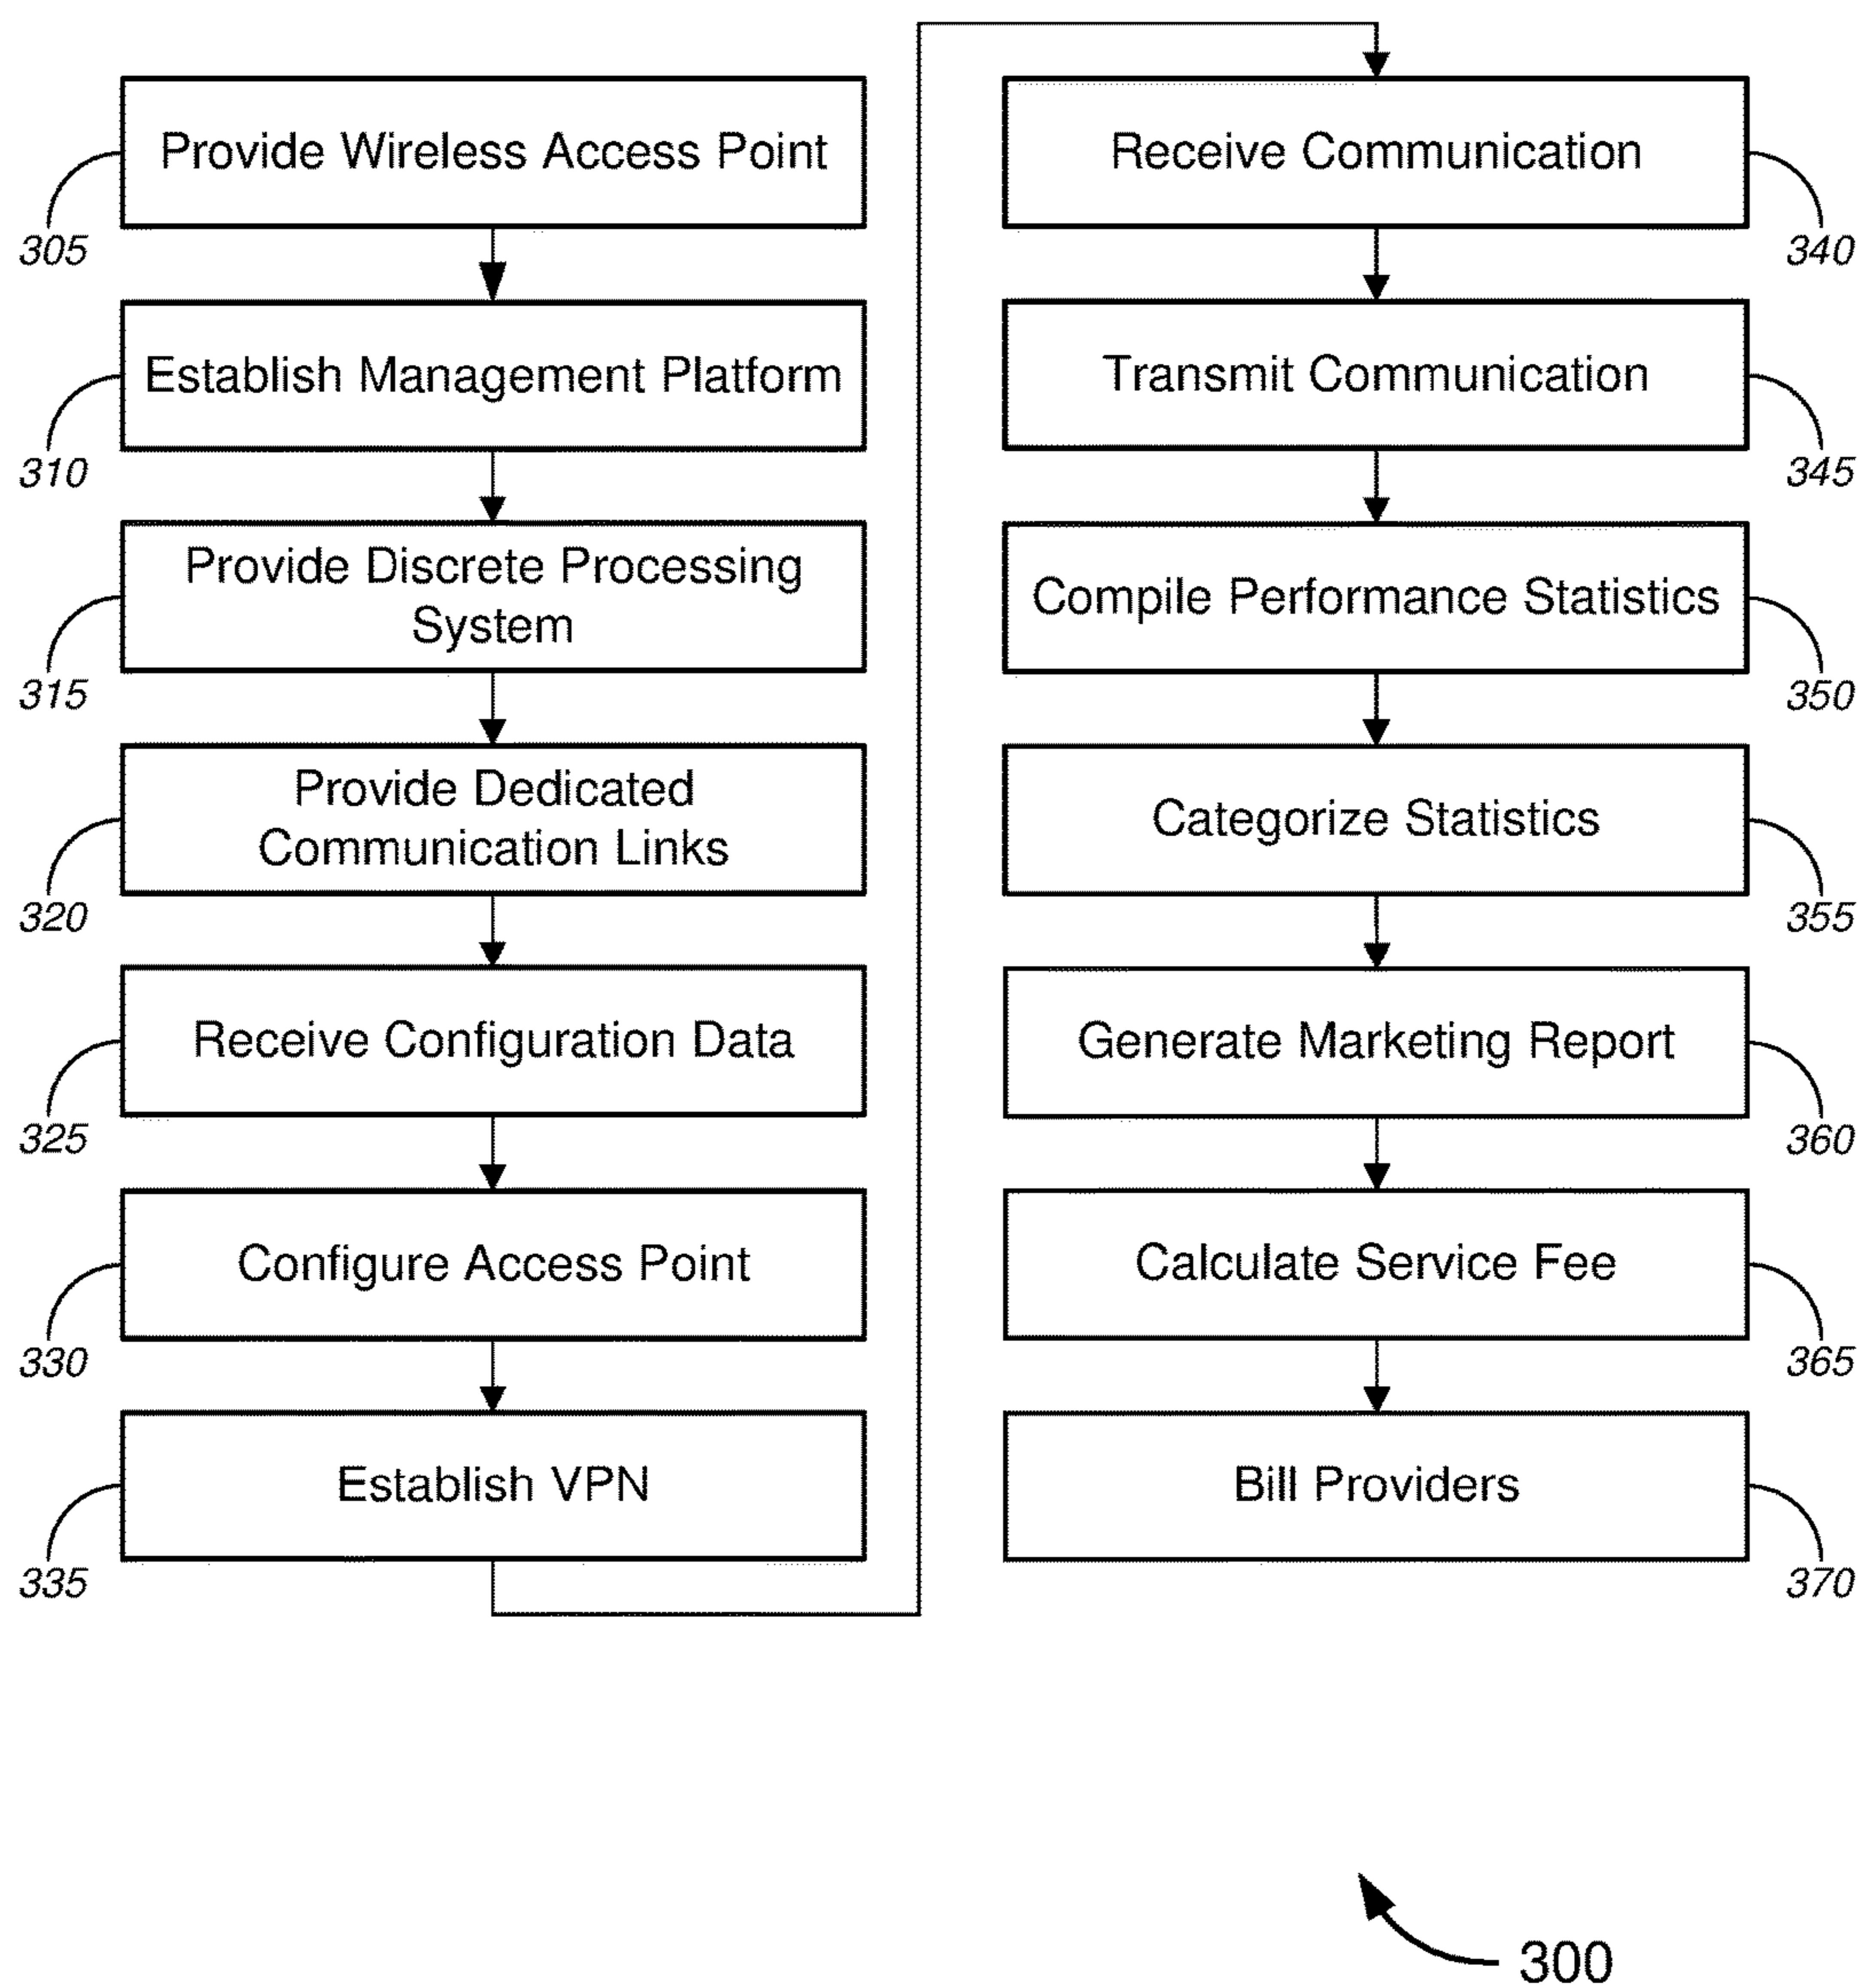 Provide Wireless Access Point
305
Establish Management Platform
310
Provide Discrete Processing
System
315
Provide Dedicated
Communication Links
320
Receive Configuration Data
325
Configure Access Point
330
Establish VPN
335
Receive Communication
340
Transmit Communication
345
Compile Performance Statistics
350
Categorize Statistics
355
Generate Marketing Report
360
Calculate Service Fee
365
Bill Providers
370
300